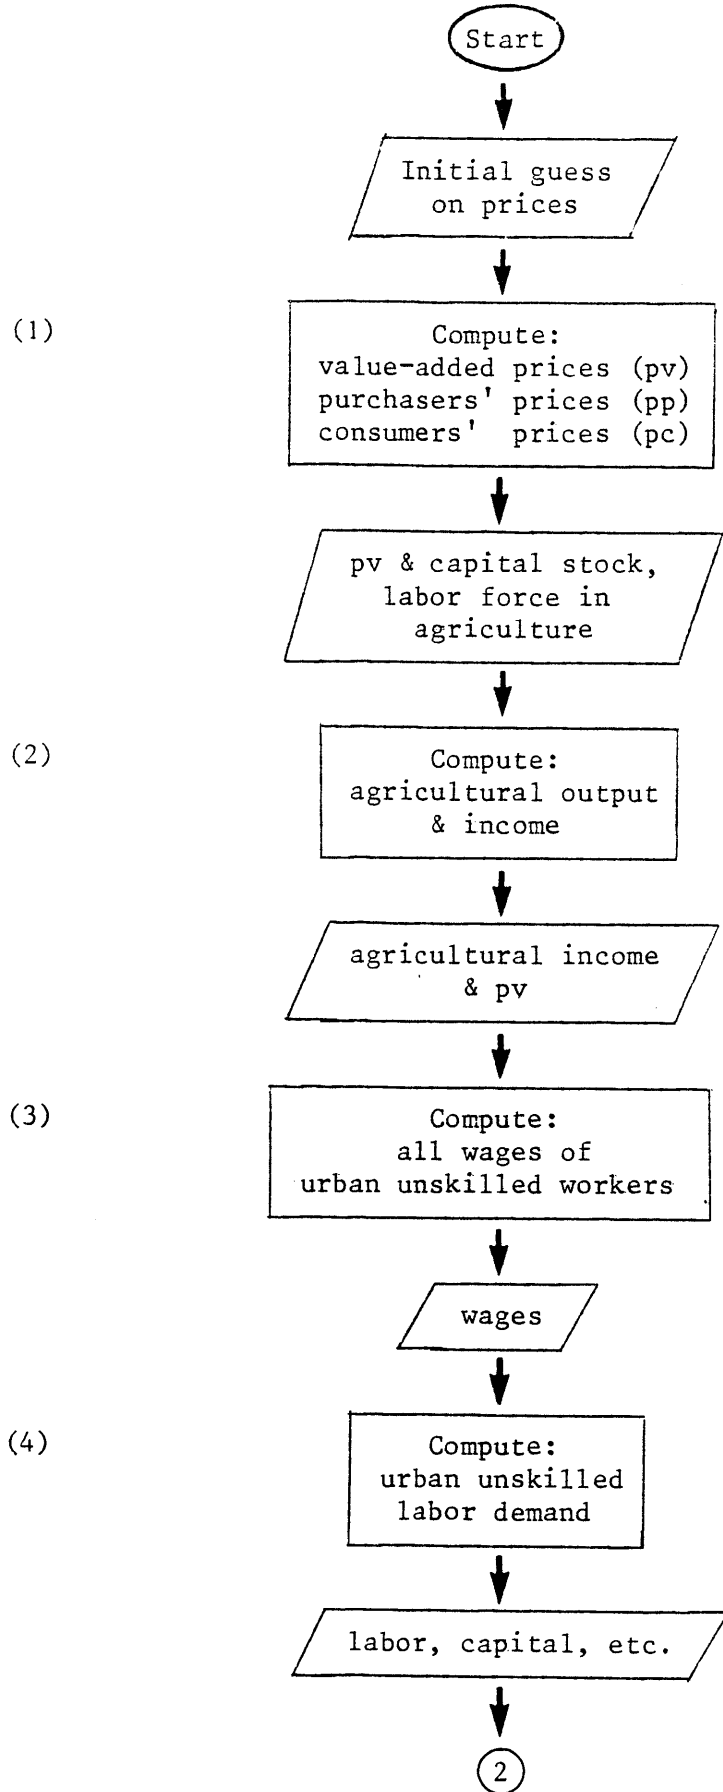 Start
Initial guess
on prices
(1)
Compute:
value-added prices (pv)
purchasers' prices (pp)
consumers' prices (pc)
pv & capital stock,
labor force in
agriculture
(2)
Compute:
agricultural output
& income
agricultural income
& pv
(3)
Compute:
all wages of
urban unskilled workers
wages
(4)
Compute:
urban unskilled
labor demand
labor, capital, etc.
2